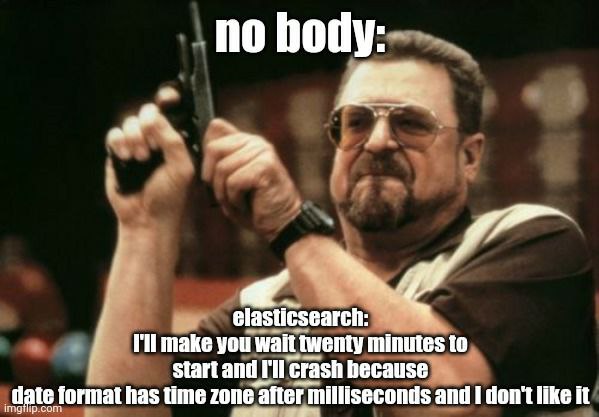 no body:
elasticsearch:
I'll make you wait twenty minutes to
start and I'll crash because
date format has time zone after milliseconds and I don't like it
imgflip.com